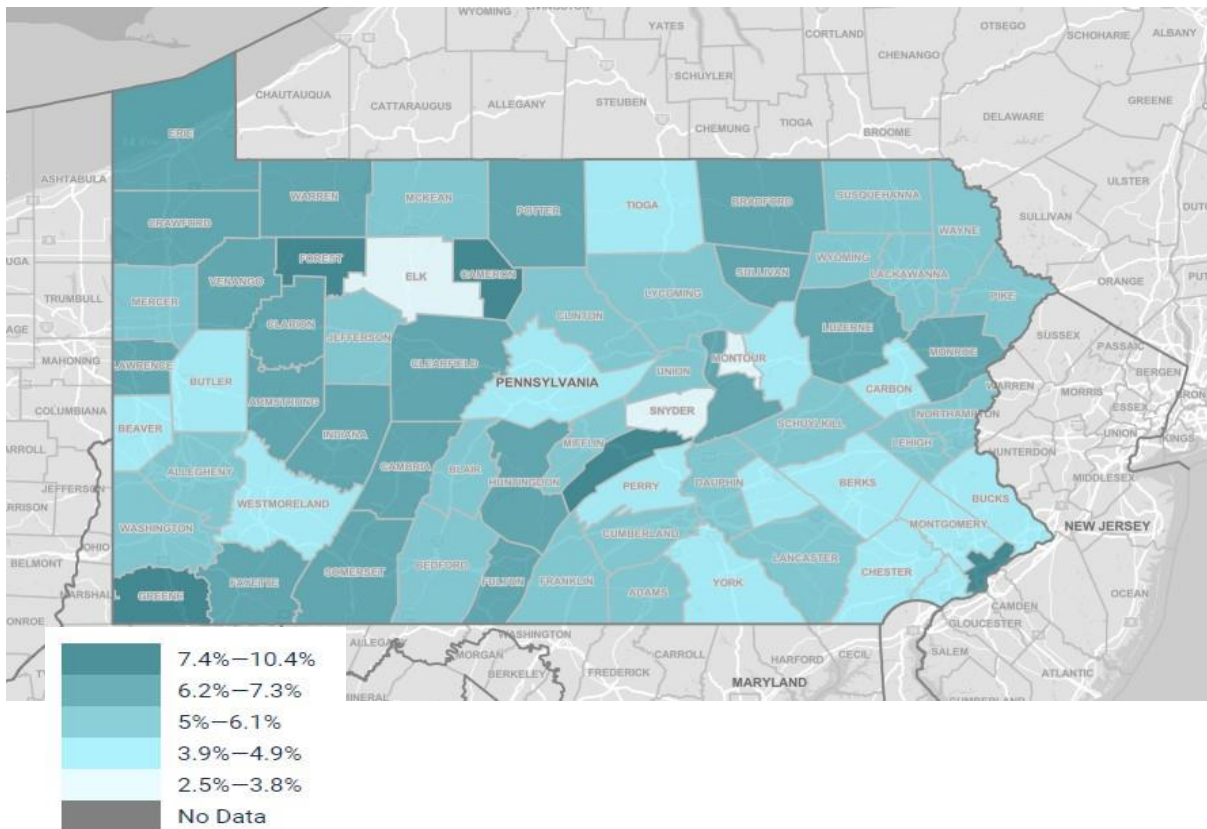 WYOMING
LIVINGSTON
YATES
CORTLAND
OTSEGO
SCHOHARIE
ALBANY
CHENANGO
SCHUYLER
CHAUTAUQUA
CATTARAUGUS
ALLEGANY
STEUBEN
TOMPKINS
DELAWARE
GREENE
CHEMUNG
TIOGA
BROOME
ERIE
ASHTABULA
ULSTER
WARREN
MCKEAN
POTTER
TIOGA
BRADFORD
SUSQUEHANNA
SULLIVAN
CRAWFORD
WAYNE
FOREST
ELK
CAMERON
SULLIVAN
WYOMING
LACKAWANNA
ORANGE
VENANGO
MERCER
TRUMBULL
LYCOMING
PIKE
CLARION
CLINTON
LUZERNE
SUSSEX
JEFFERSON
MAHONING
LAWRENCE
CLEARFIELD
MONTOUR
MONROE
PASSAIC
BERGEN
BUTLER
PENNSYLVANIA
UNION
CARBON
WARREN
MORRIS
ESSEX
COLUMBIANA
ARMSTRONG
SNYDER
NORTHAMPTON
UNION
KINGS
BEAVER
INDIANA
MIFFLIN
SCHUYLKILL
LEHIGH
HUNTERDON
ALLEGHENY
CAMBRIA
BLAIR
HUNTINGDON
MIDDLESEX
JEFFERSON
WESTMORELAND
PERRY
DAUPHIN
BERKS
BUCKS
WASHINGTON
CUMBERLAND
MONTGOMERY
NEW JERSEY
OHIO
BELMONT
LANCASTER
BEDFORD
SOMERSET
FAYETTE
FULTON
FRANKLIN
ADAMS
YORK
CHESTER
MARSHALL
GREENE
OCEAN
CAMDEN
GLOUCESTER
MONROE
ALLEGANY
WASHINGTON
MORGAN
BERKELEY
FREDERICK
CARROLL
HARFORD
CECIL
SALEM
ATLANTIC
MARYLAND
MINERAL
CUMBERLAND
7.4%—10.4%
6.2%—7.3%
5%—6.1%
3.9%—4.9%
2.5%—3.8%
No Data